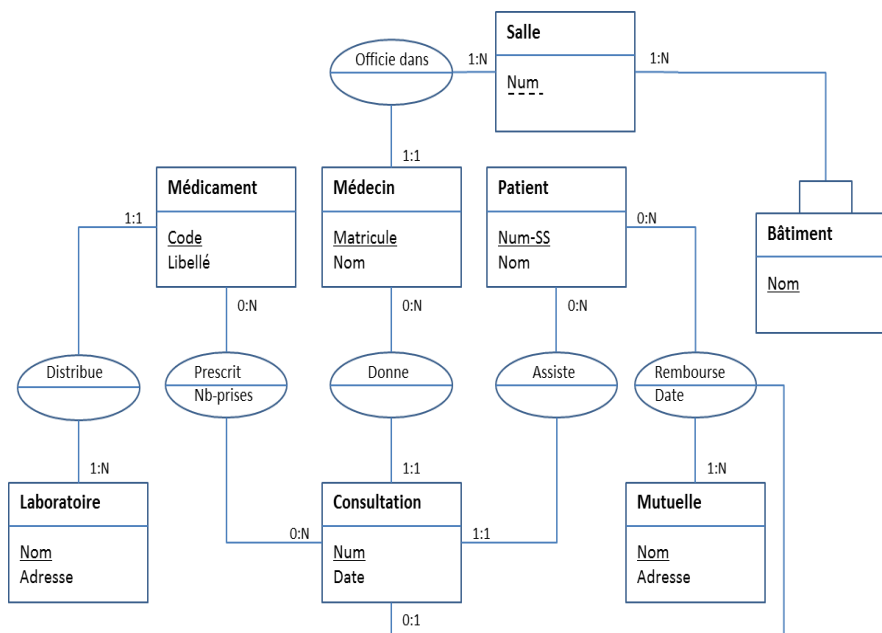 Salle
Officie dans
1:N
1:N
Num
1:1
Médicament
Médecin
Patient
1:1
0:N
Code
Libellé
Matricule
Nom
Num-SS
Nom
Bâtiment
Nom
0:N
0:N
0:N
Distribue
Prescrit
Nb-prises
Donne
Assiste
Rembourse
Date
1:N
1:1
1:N
Laboratoire
Consultation
Mutuelle
0:N
1:1
Nom
Adresse
Num
Date
Nom
Adresse
0:1